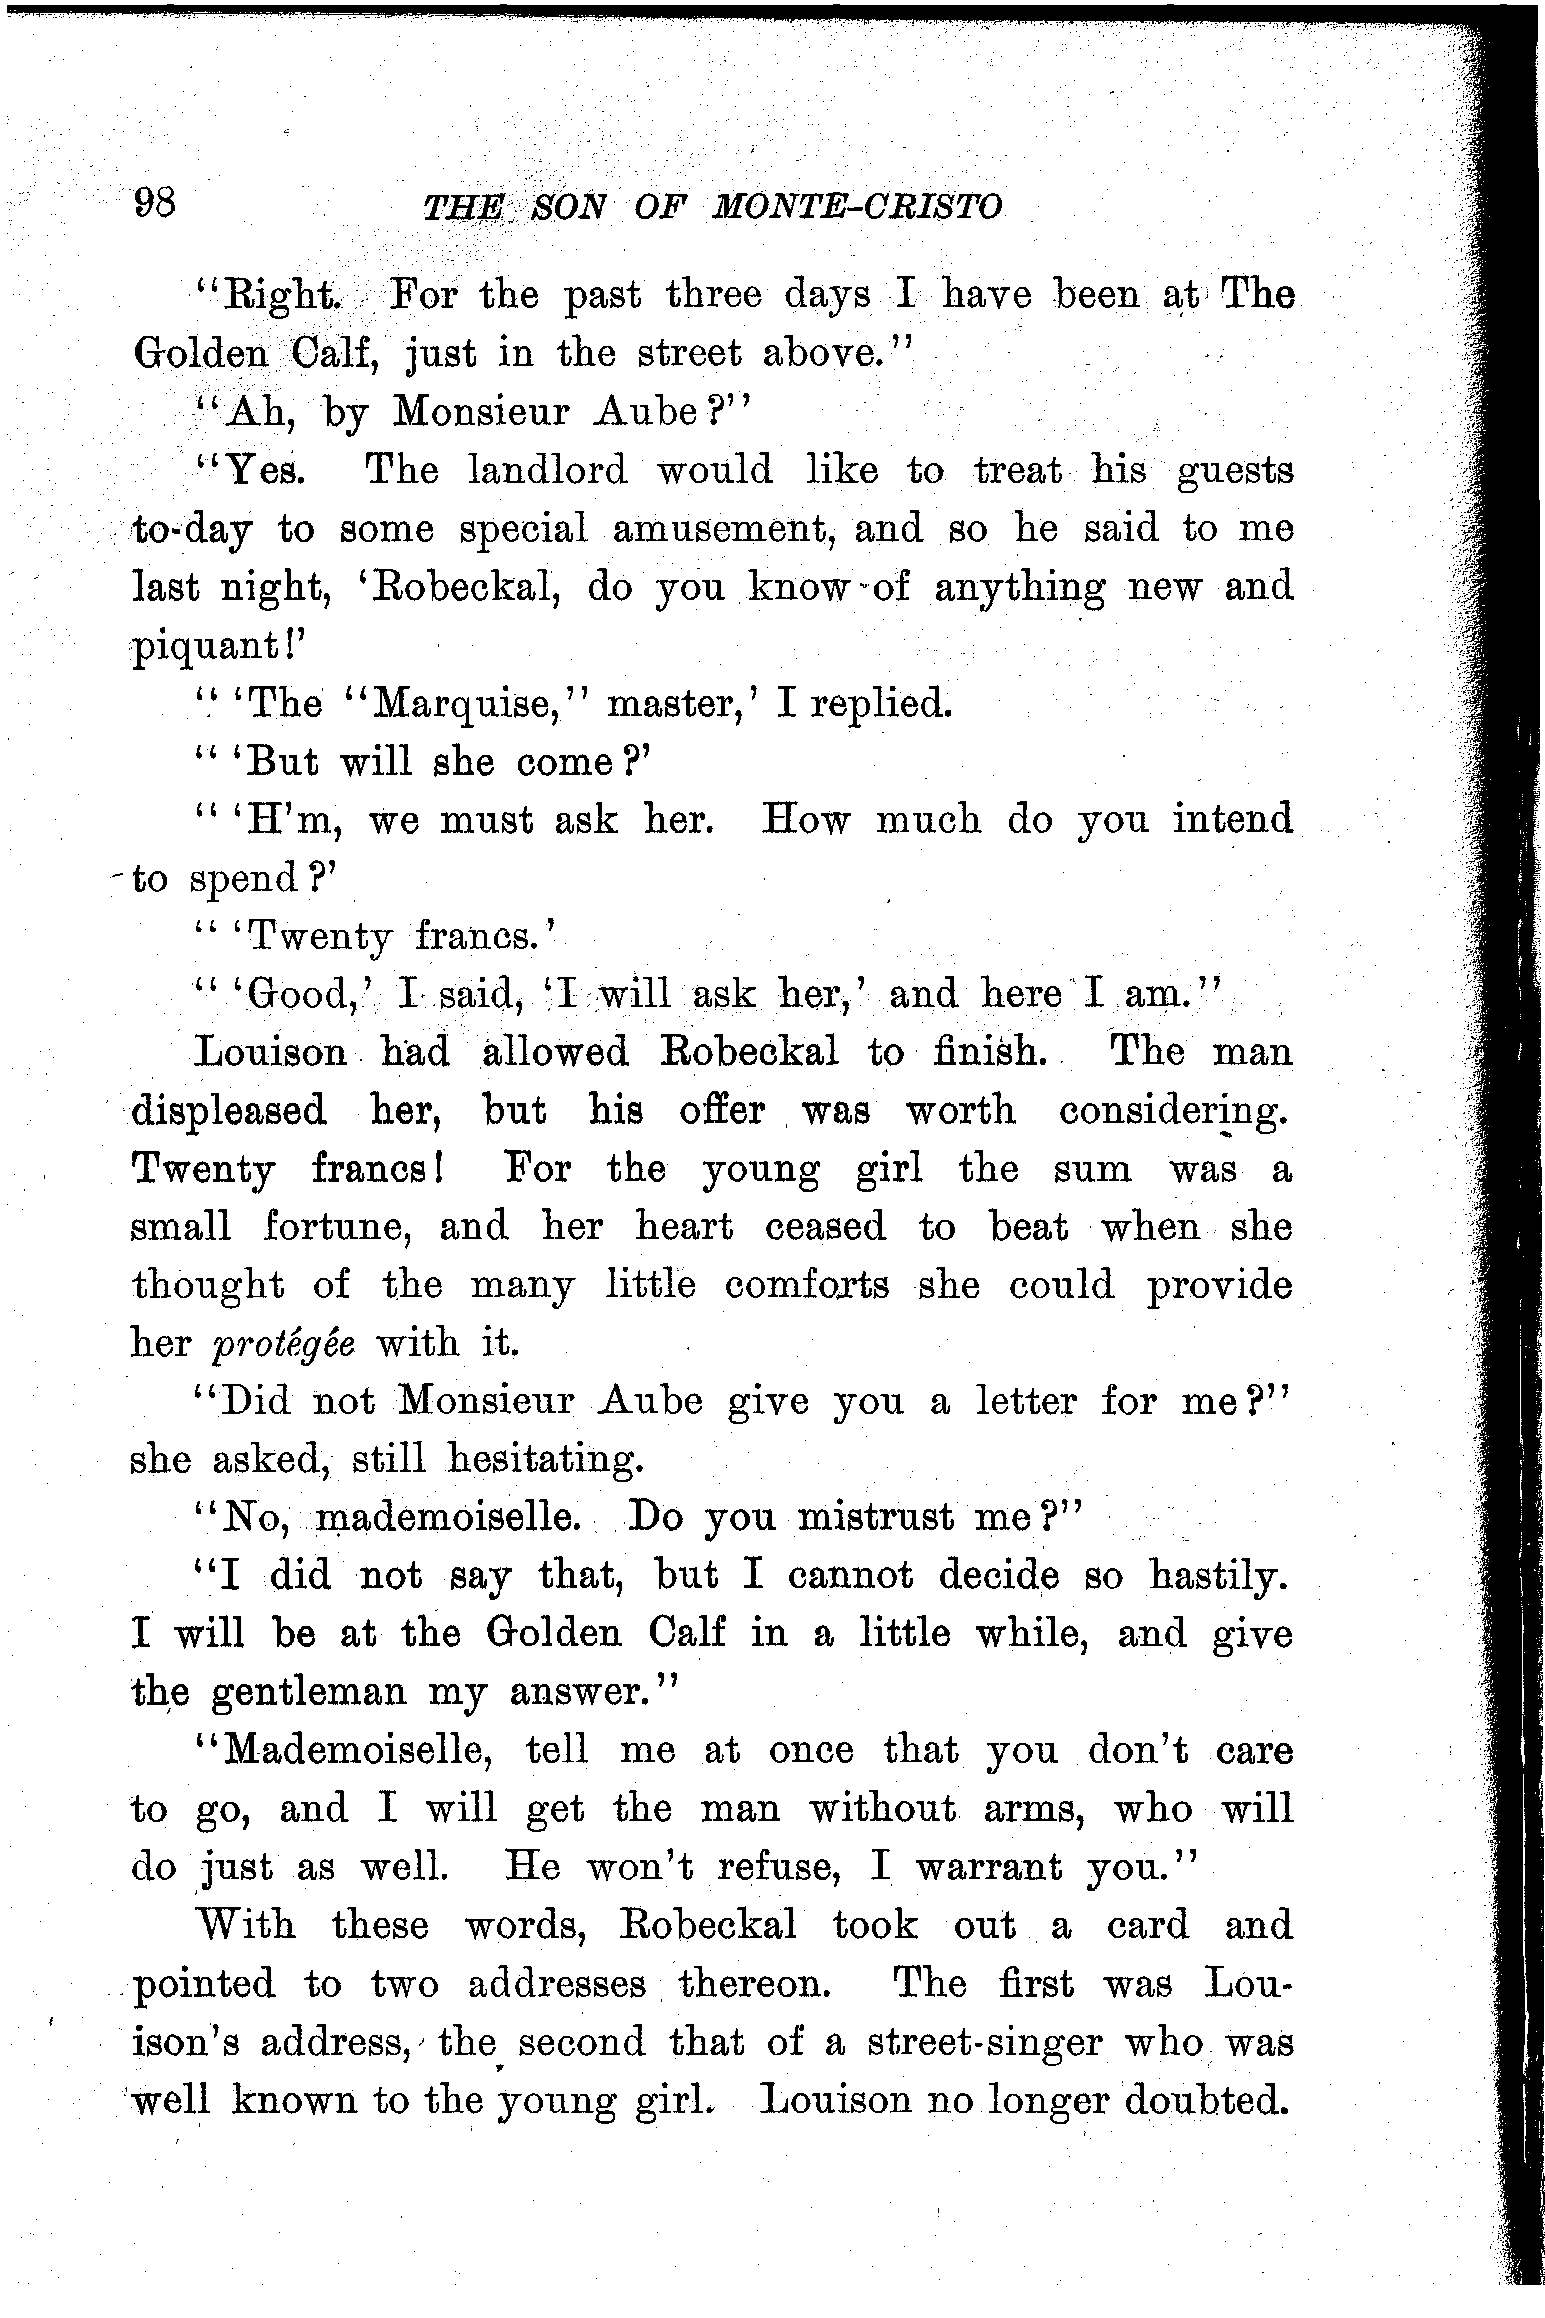 98 THE SON OF MONTE-CRISTO
"Right. For the past three days I have been at The
Golden Calf, just in the street above."
"Ah, by Monsieur Aube?"
"Yes. The landlord would like to treat his guests
to-day to some special amusement, and so he said to me
last night, 'Robeckal, do you know of anything new and
piquant!'
" 'The "Marquise," master,' I replied.
" 'But will she come?'
" 'H'm, we must ask her. How much do you intend
to spend?'
" 'Twenty francs.'
" 'Good,' I said, 'I will ask her,' and here I am."
Louison had allowed Robeckal to finish. The man
displeased her, but his offer was worth considering.
Twenty francs! For the young girl the sum was a
small fortune, and her heart ceased to beat when she
thought of the many little comforts she could provide
her protégée with it.
"Did not Monsieur Aube give you a letter for me?"
she asked, still hesitating.
"No, mademoiselle. Do you mistrust me?"
"I did not say that, but I cannot decide so hastily.
I will be at the Golden Calf in a little while, and give
the gentleman my answer."
"Mademoiselle, tell me at once that you don't care
to go, and I will get the man without arms, who will
do just as well. He won't refuse, I warrant you."
With these words, Robeckal took out a card and
pointed to two addresses thereon. The first was Lou-
ison's address, the second that of a street-singer who was
well known to the young girl. Louison no longer doubted.